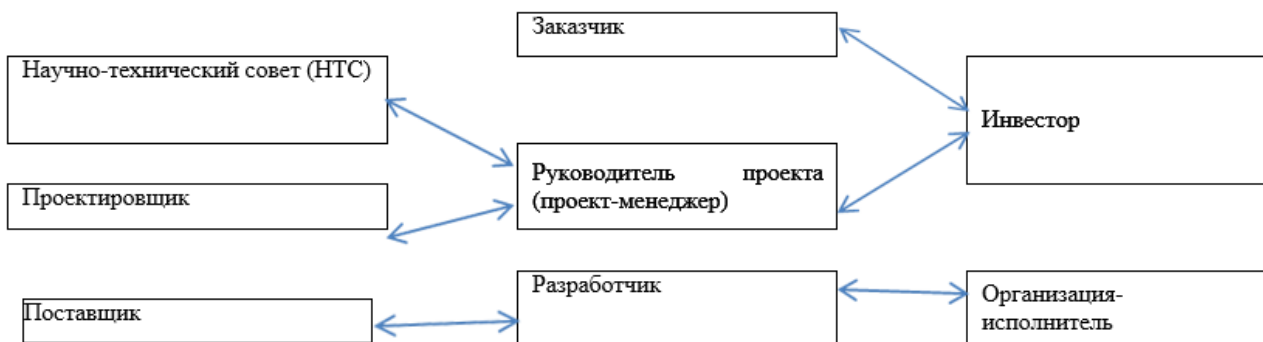 Заказчик
Научно-технический совет (НТС)
Инвестор
Руководитель проекта
(проект-менеджер)
Проектировщик
Разработчик
Организация-
исполнитель
Поставщик